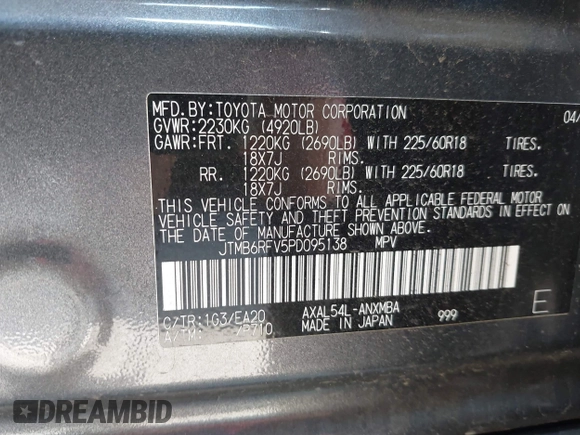 MFD. BY: TOYOTA MOTOR CORPORATION 04/
GVWR: 2230KG (4920LB)
GAWR: FRT. 1220KG (2690LB) WITH 225/60R18 TIRES.
18X7J RIMS.
RR. 1220KG (2690LB) WITH 225/60R18 TIRES.
18X7J RIMS.
THIS VEHICLE CONFORMS TO ALL APPLICABLE FEDERAL MOTOR
VEHICLE SAFETY AND THEFT PREVENTION STANDARDS IN EFFECT ON
THE DATE OF MANUFACTURE SHOWN ABOVE.
JTMB6RFV5PD095138 MPV
C/TR: 1G3/EA20 AXAL54L-ANXMBA 999 E
A/TM: /P710 MADE IN JAPAN
DREAMBID